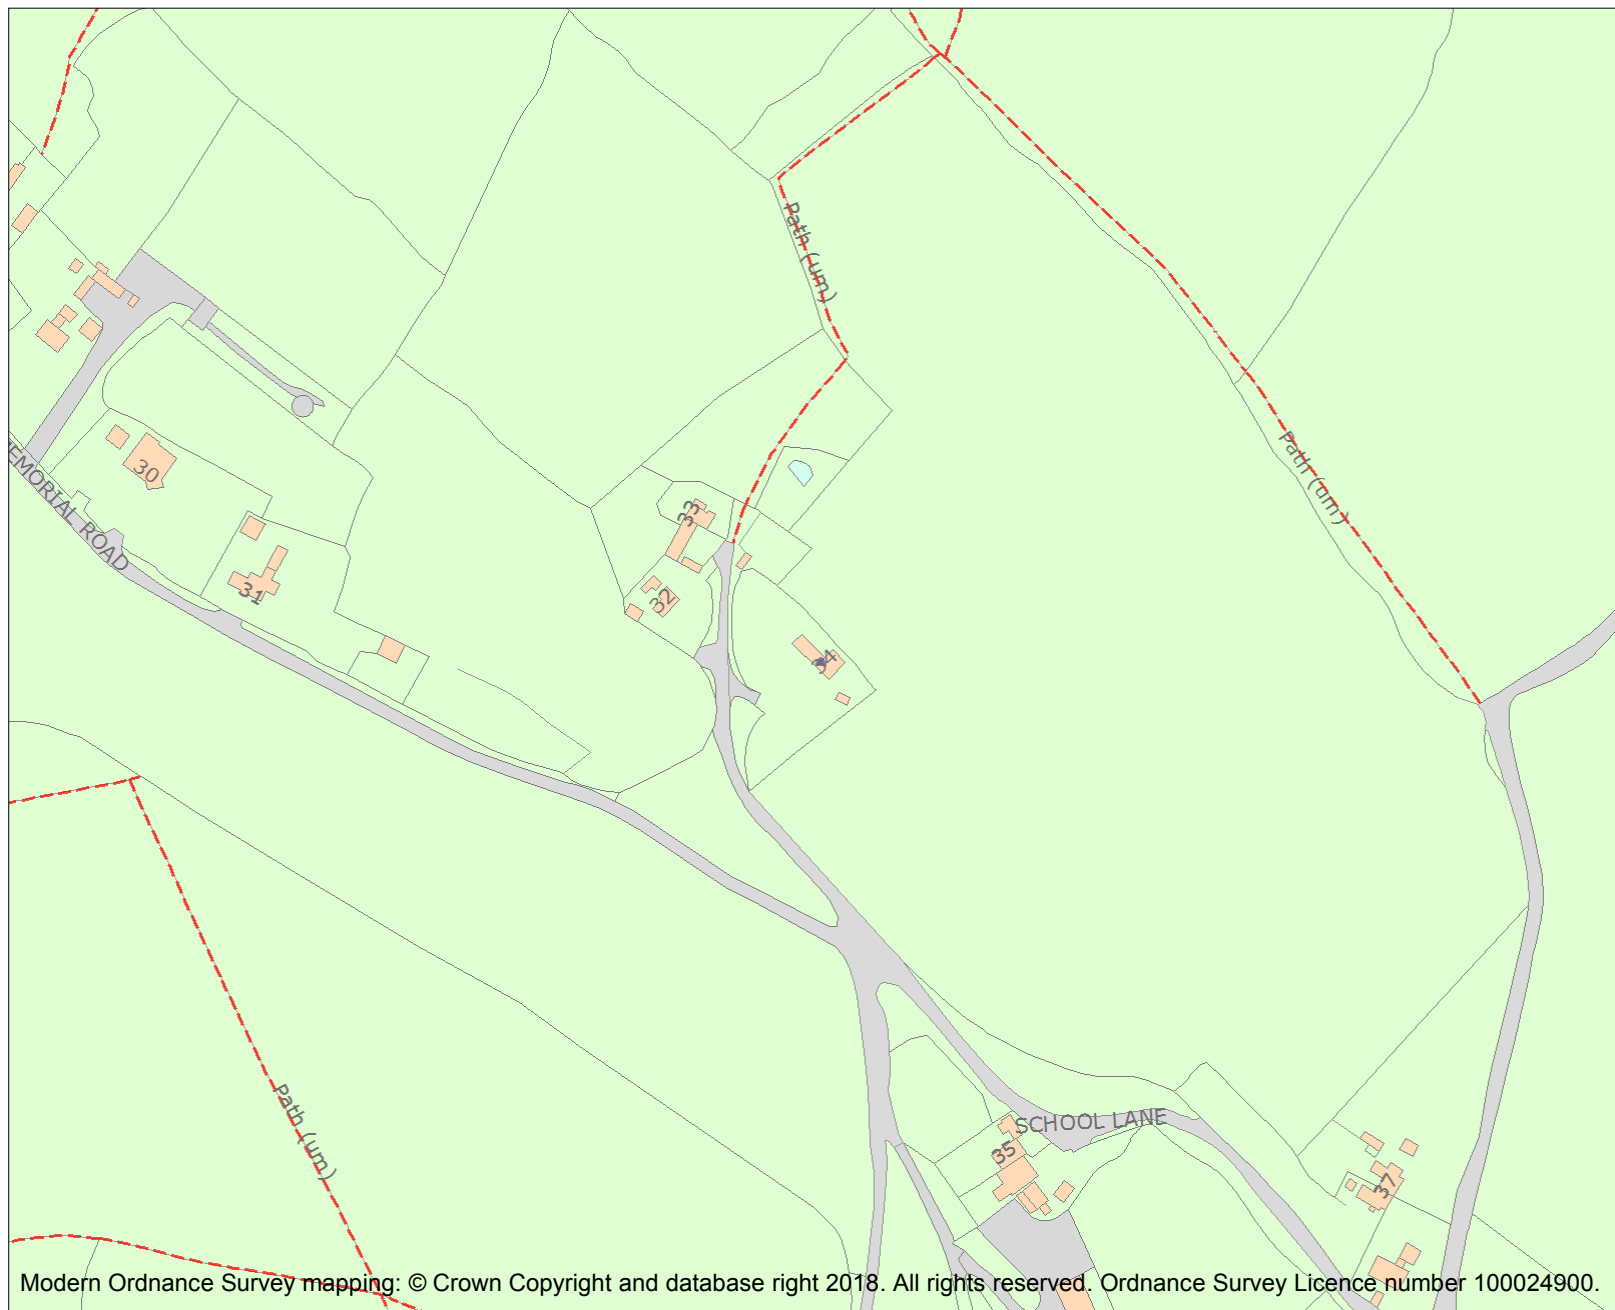 Path (um)
Path (um)
30
EMORIAL ROAD
33
31
32
34
Path (um)
SCHOOL LANE
35
37
Modern Ordnance Survey mapping: © Crown Copyright and database right 2018. All rights reserved. Ordnance Survey Licence number 100024900.